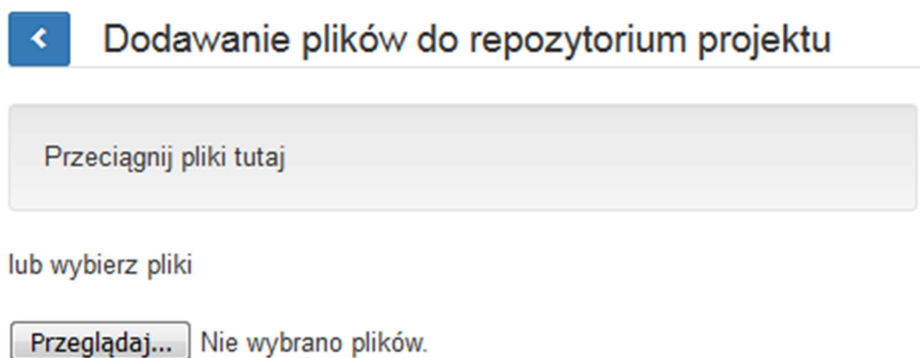 Dodawanie plików do repozytorium projektu
Przeciągnij pliki tutaj
lub wybierz pliki
Przeglądaj... Nie wybrano plików.